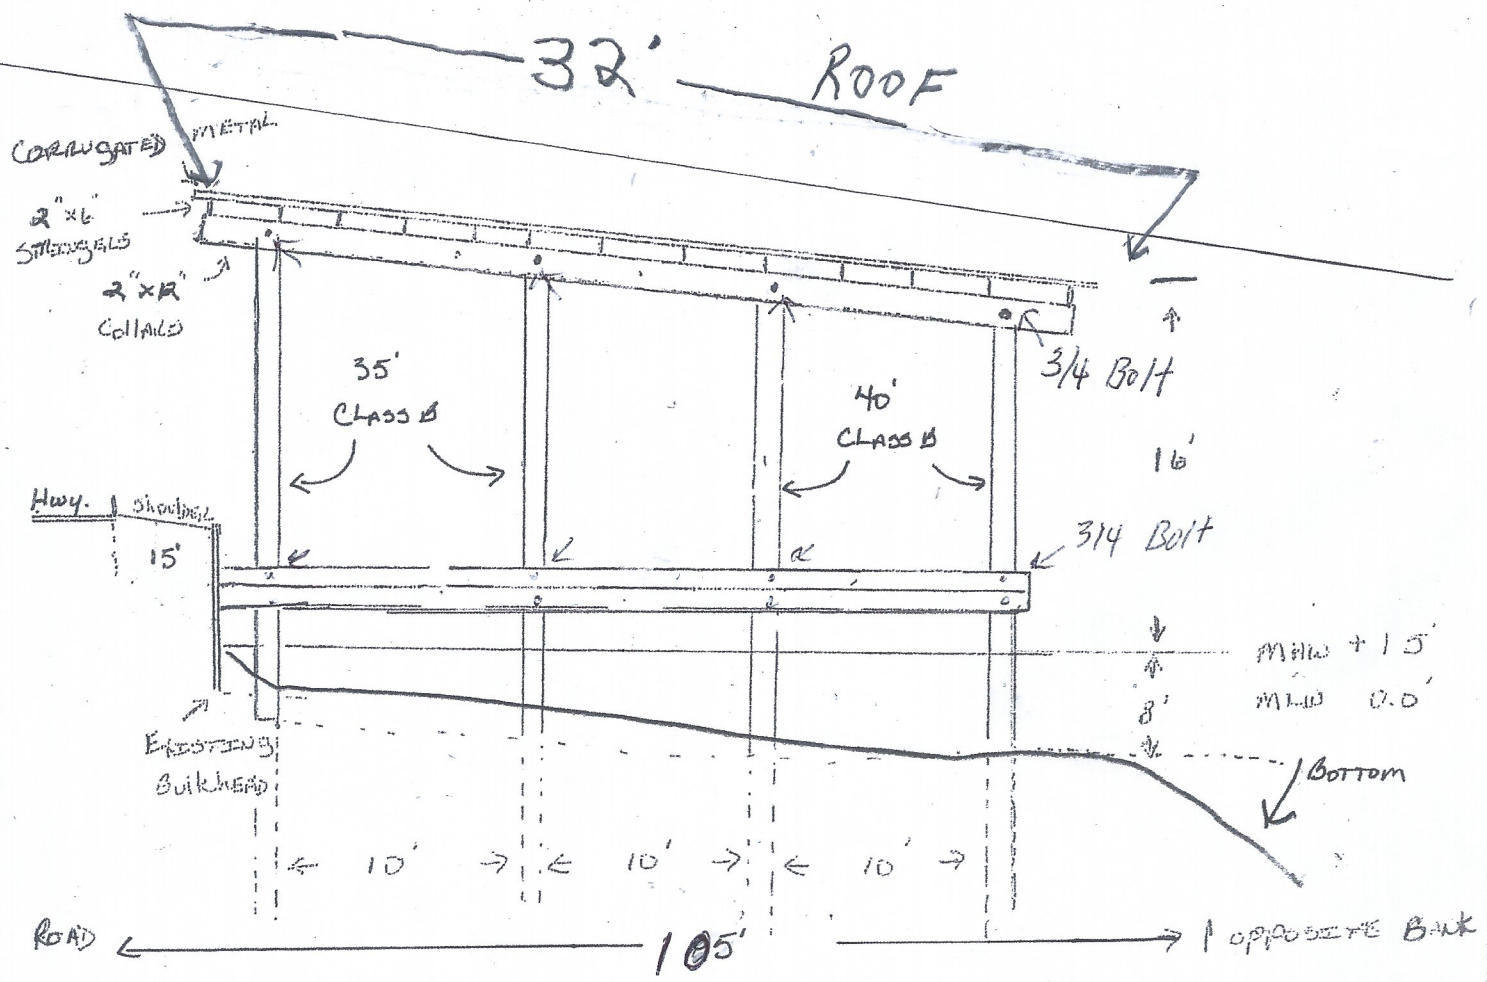 32' ROOF
CORRUGATED METAL
2"x6"
STRINGERS
2"x12"
COLLARS
35'
CLASS B
40'
CLASS B
3/4 Bolt
16'
Hwy. SHOULDER
15'
3/4 Bolt
MHW + 1 5'
8' MLW 0.0'
EXISTING
BulkHEAD
BOTTOM
10' 10' 10'
ROAD 105' OPPOSITE BANK